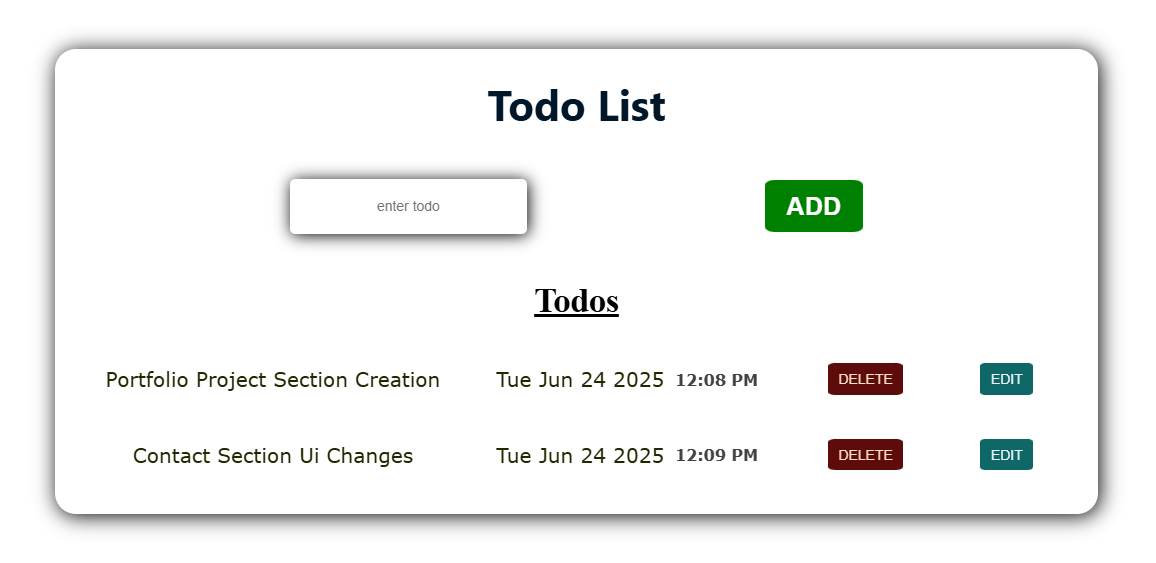 Todo List
enter todo ADD
Todos
Portfolio Project Section Creation Tue Jun 24 2025 12:08 PM DELETE EDIT
Contact Section Ui Changes Tue Jun 24 2025 12:09 PM DELETE EDIT